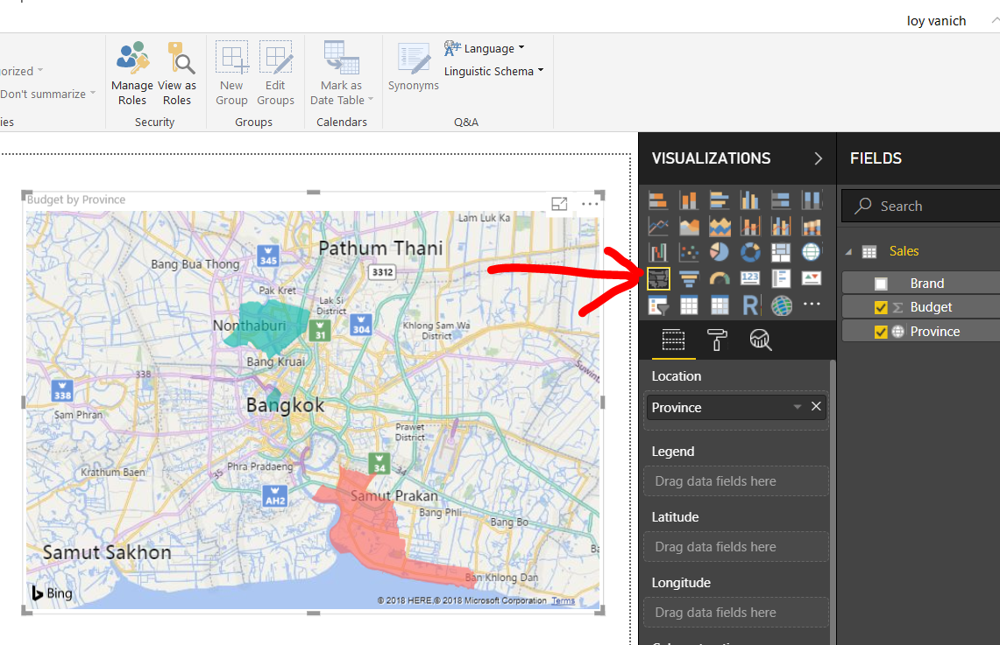 loy vanich
orized
Don't summarize
ies
Manage Roles
View as Roles
Security
New Group
Edit Groups
Groups
Mark as Date Table
Calendars
Synonyms
Language
Linguistic Schema
Q&A
Budget by Province
Lam Luk Ka
Pathum Thani
Bang Bua Thong
345
3312
Pak Kret
Lak Si District
Nonthaburi
31
304
Khlong Sam Wa District
Bang Kruai
338
338
Suwint
Sam Phran
Bangkok
Prawet District
Krathum Baen
35
Phra Pradaeng
34
34
AH2
Samut Prakan
Bang Phli
Bang Bo
Samut Sakhon
Ba
Ban Khlong Dan
Bing
© 2018 HERE,© 2018 Microsoft Corporation Terms
VISUALIZATIONS
123
R
Location
Province
Legend
Drag data fields here
Latitude
Drag data fields here
Longitude
Drag data fields here
FIELDS
Search
Sales
Brand
Budget
Province